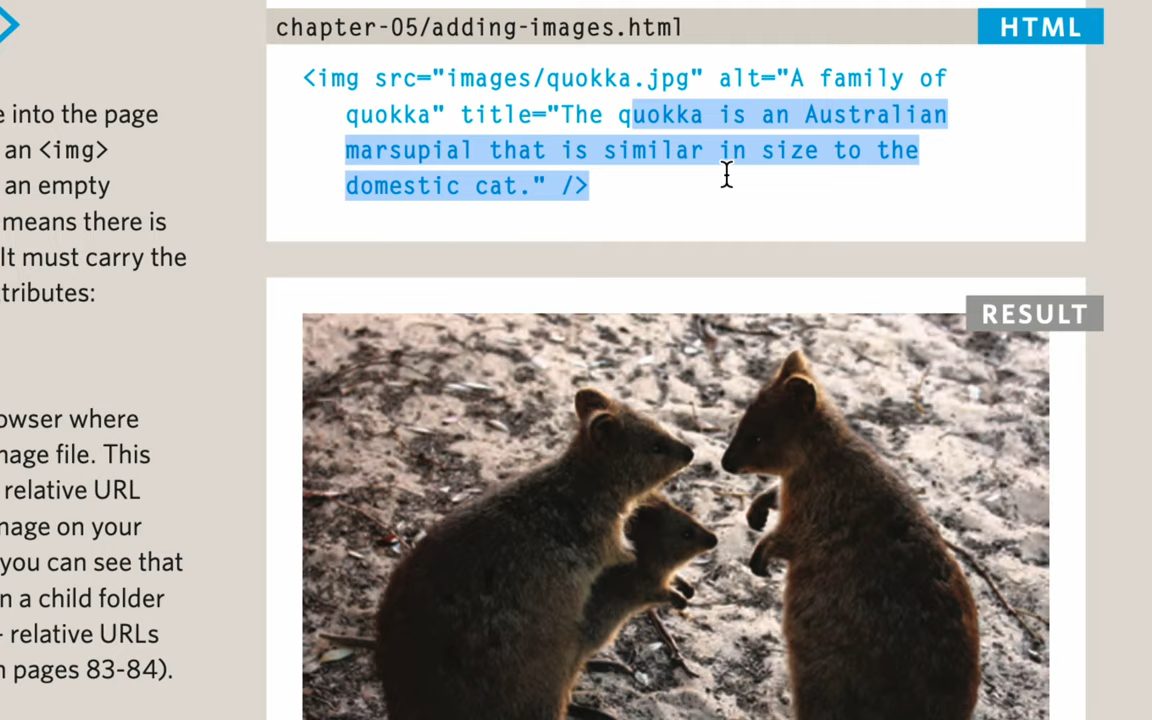 chapter-05/adding-images.html
HTML
<img src="images/quokka.jpg" alt="A family of
quokka" title="The quokka is an Australian
marsupial that is similar in size to the
domestic cat." />
e into the page
an <img>
an empty
means there is
It must carry the
tributes:
RESULT
owser where
nage file. This
relative URL
mage on your
you can see that
n a child folder
- relative URLs
n pages 83-84).